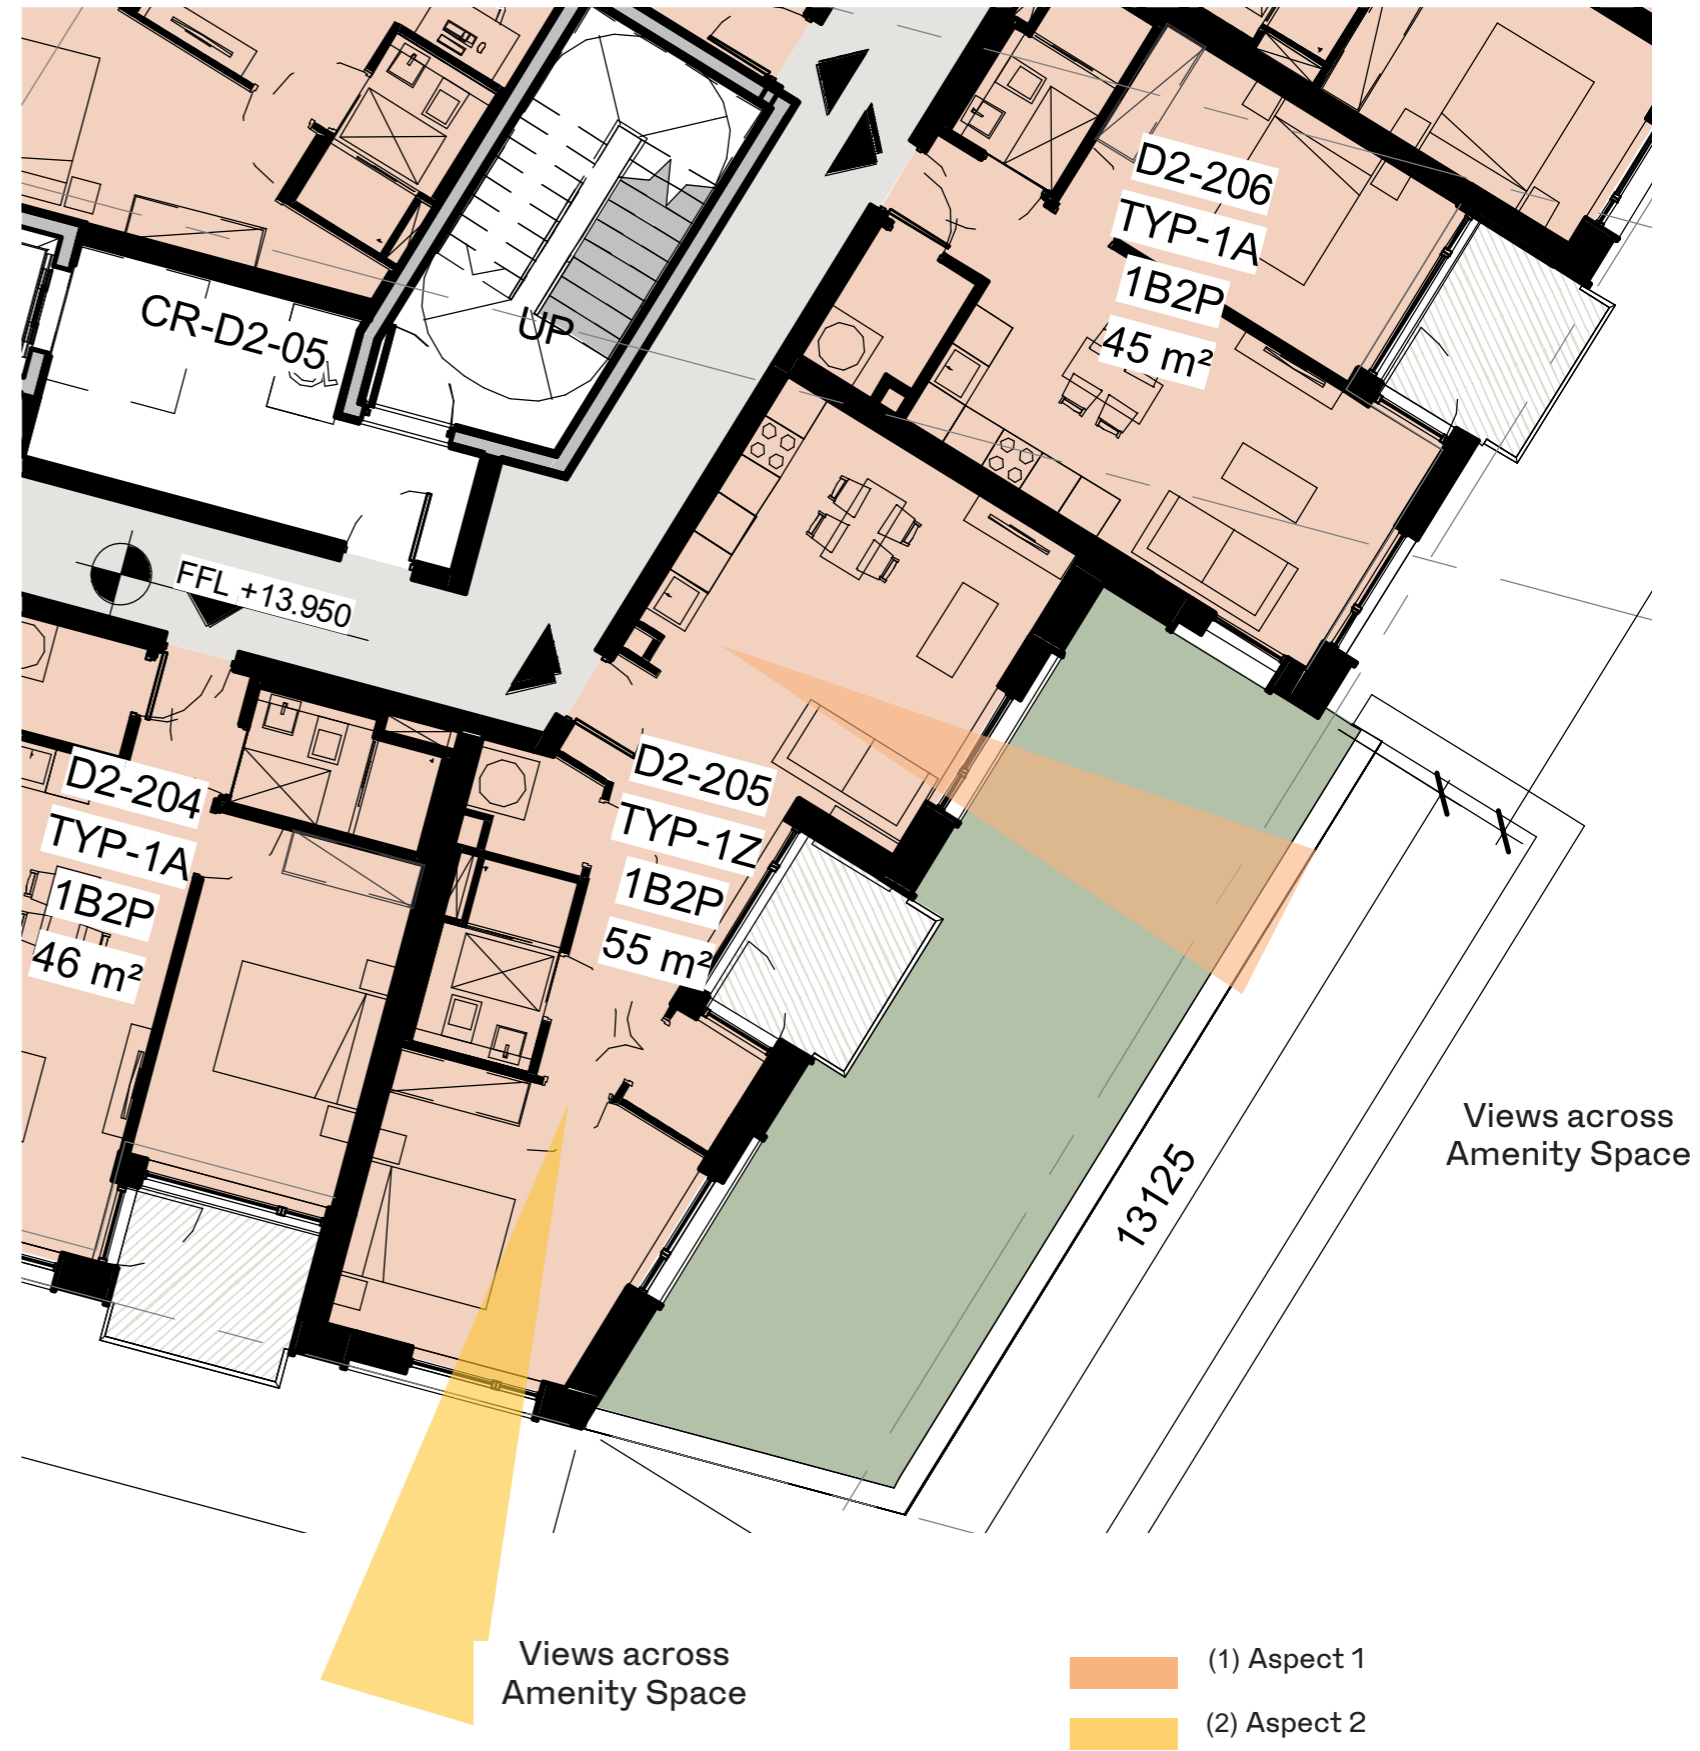 D2-206
TYP-1A
1B2P
45 m²
CR-D2-05
UP
FFL +13.950
D2-204
TYP-1A
1B2P
46 m²
D2-205
TYP-1Z
1B2P
55 m²
13125
Views across
Amenity Space
Views across
Amenity Space
(1) Aspect 1
(2) Aspect 2